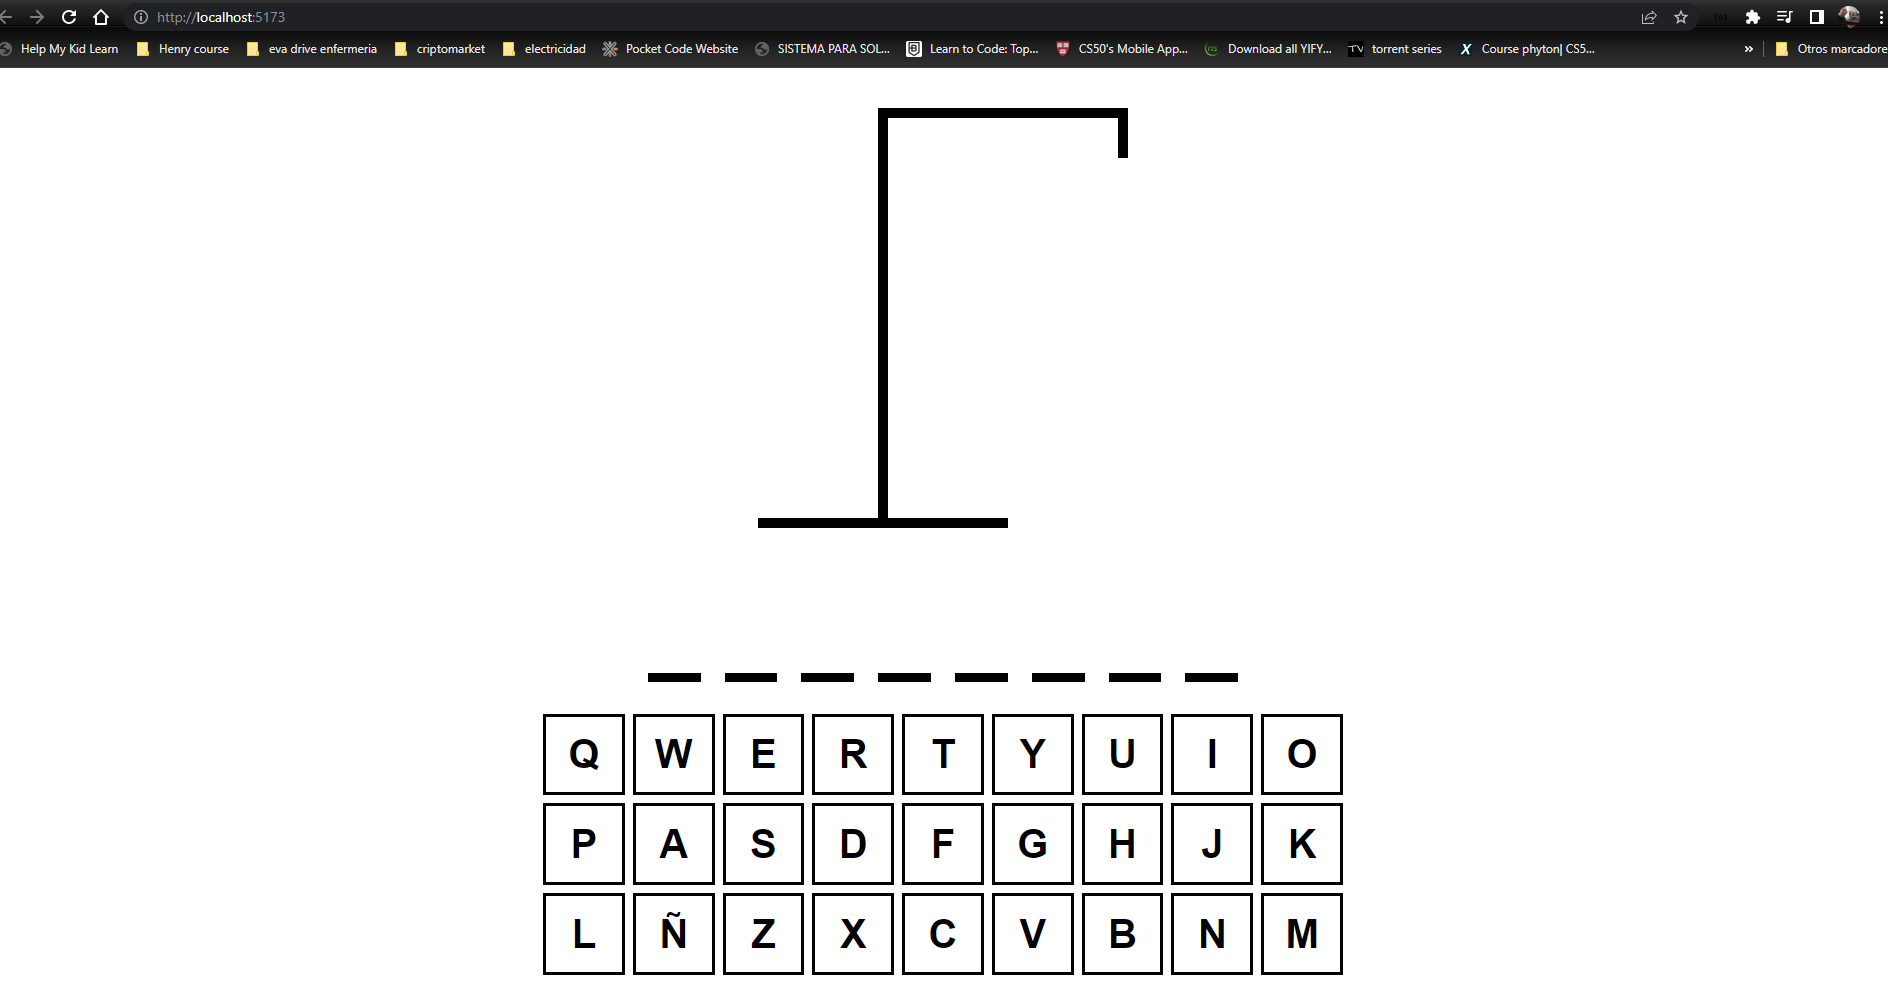 http://localhost:5173
Help My Kid Learn Henry course eva drive enfermeria criptomarket electricidad Pocket Code Website SISTEMA PARA SOL... Learn to Code: Top... CS50's Mobile App... Download all YIFY... torrent series Course phyton| CS5... » Otros marcadore
Q W E R T Y U I O
P A S D F G H J K
L Ñ Z X C V B N M